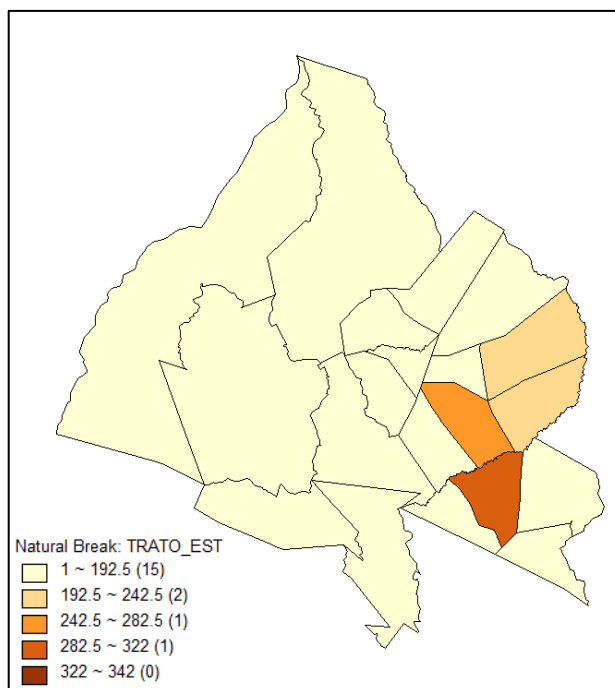 Natural Break: TRATO_EST
1 ~ 192.5 (15)
192.5 ~ 242.5 (2)
242.5 ~ 282.5 (1)
282.5 ~ 322 (1)
322 ~ 342 (0)